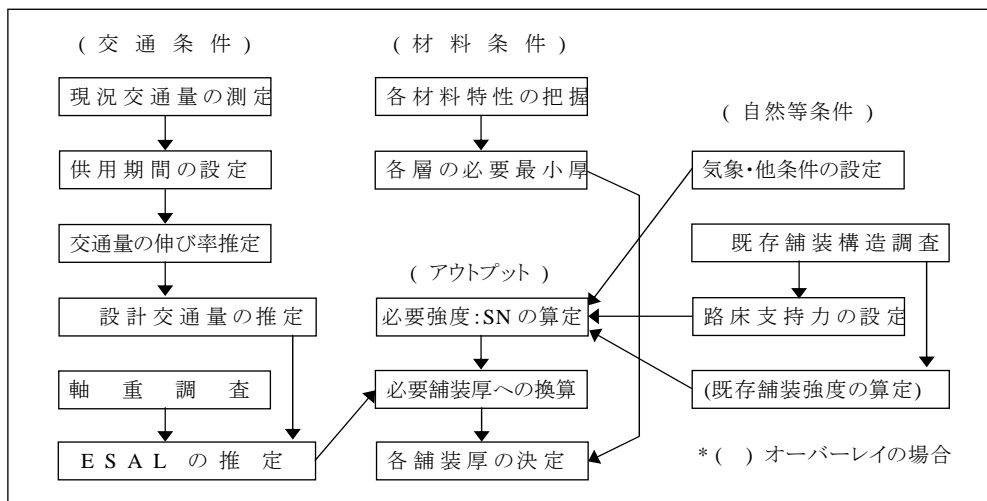 ( 交 通 条 件 )
現況交通量の測定
供用期間の設定
交通量の伸び率推定
設計交通量の推定
軸重調査
ESALの推定
( 材 料 条 件 )
各材料特性の把握
各層の必要最小厚
( アウトプット )
必要強度:SNの算定
必要舗装厚への換算
各舗装厚の決定
( 自然等条件 )
気象・他条件の設定
既存舗装構造調査
路床支持力の設定
(既存舗装強度の算定)
*( ) オーバーレイの場合